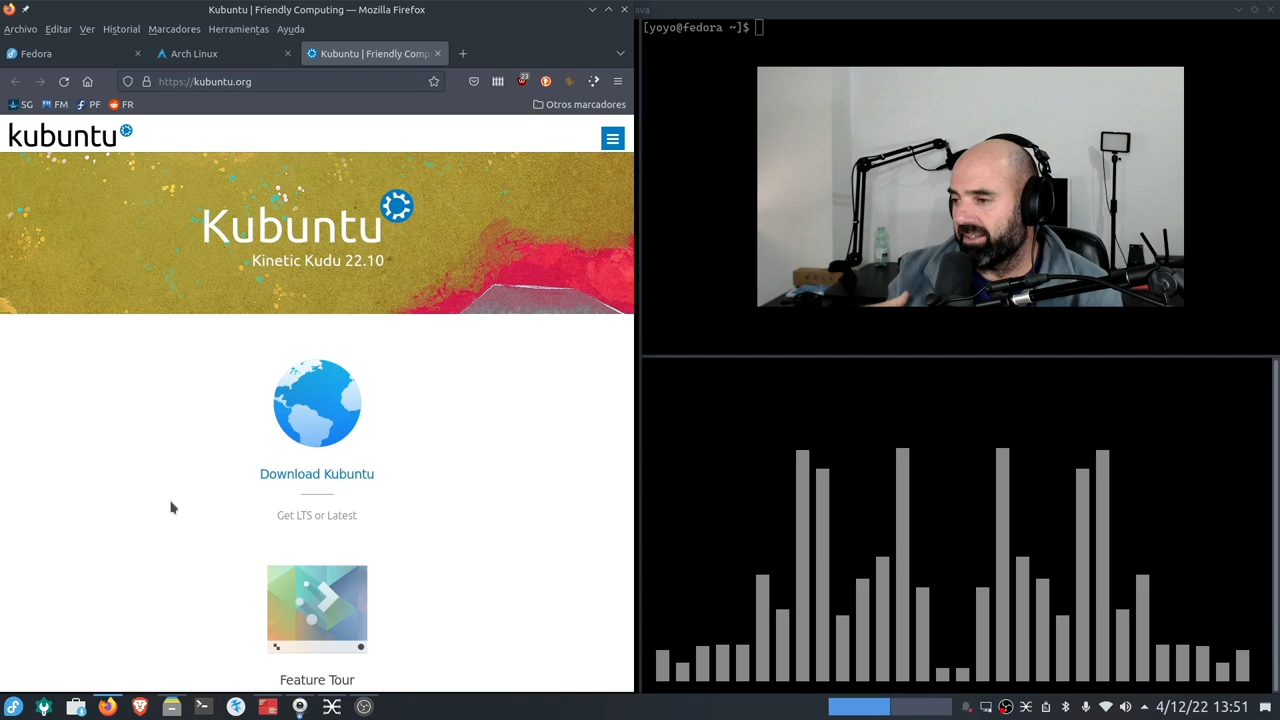 Kubuntu | Friendly Computing — Mozilla Firefox
Archivo Editar Ver Historial Marcadores Herramientas Ayuda
Fedora
Arch Linux
Kubuntu | Friendly Comp
https://kubuntu.org
23
SG FM PF FR
Otros marcadores
kubuntu
Kubuntu
Kinetic Kudu 22.10
Download Kubuntu
Get LTS or Latest
Feature Tour
ava
[yoyo@fedora ~]$
4/12/22 13:51